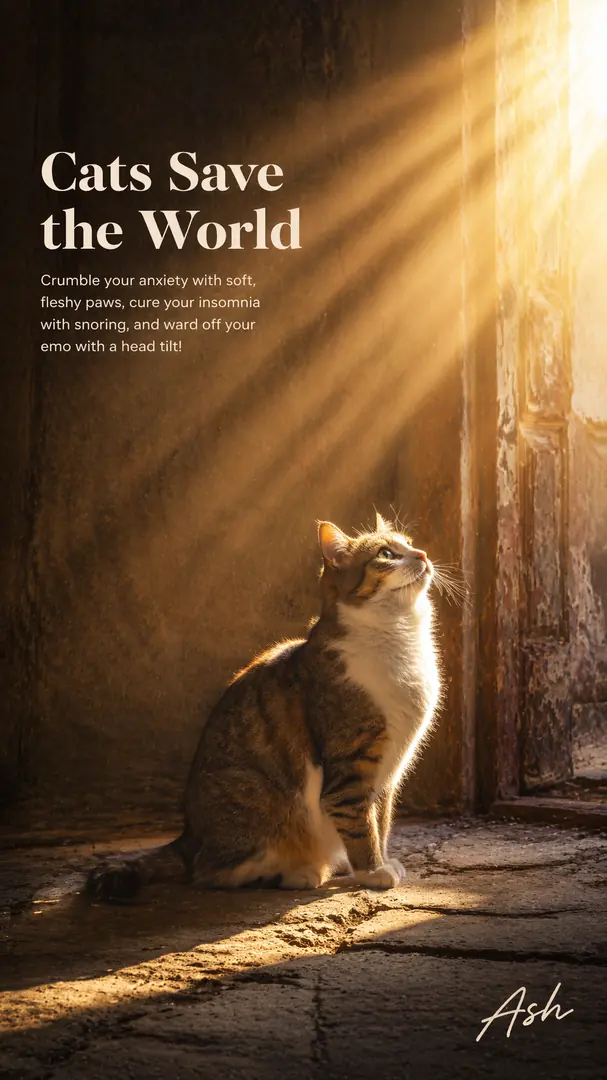 Cats Save
the World
Crumble your anxiety with soft,
fleshy paws, cure your insomnia
with snoring, and ward off your
emo with a head tilt!
Ash